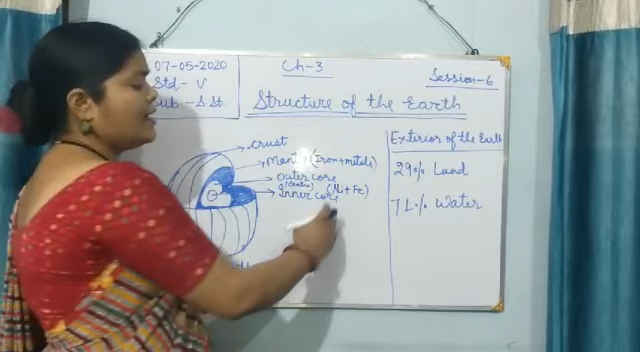 07-05-2020
Std- V
Sub - S.St.
Ch-3
Session-6
Structure of the Earth
crust
(Iron+metals)
Outer core
(Centre) (Ni + Fe)
Inner core
Exterior of the Earth
29% Land
71% Water